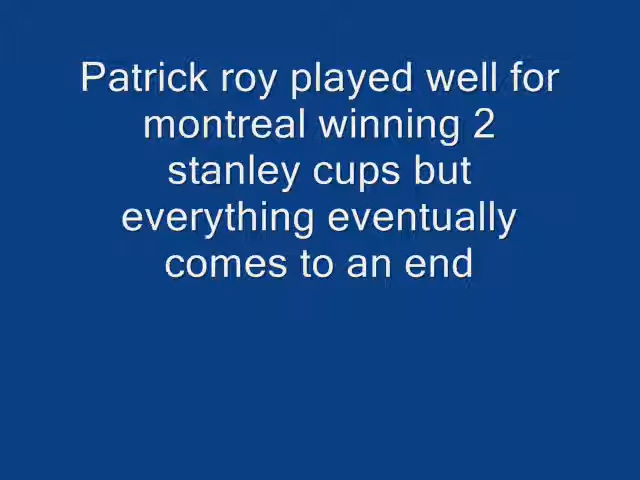 Patrick roy played well for
montreal winning 2
stanley cups but
everything eventually
comes to an end